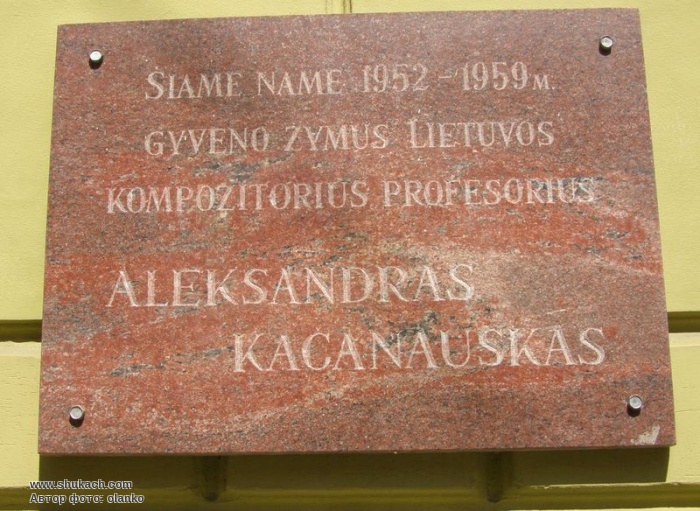 ŠIAME NAME 1952-1959 M.
GYVENO ŽYMUS LIETUVOS
KOMPOZITORIUS PROFESORIUS
ALEKSANDRAS
KAČANAUSKAS
www.shukach.com
Автор фото: olanko